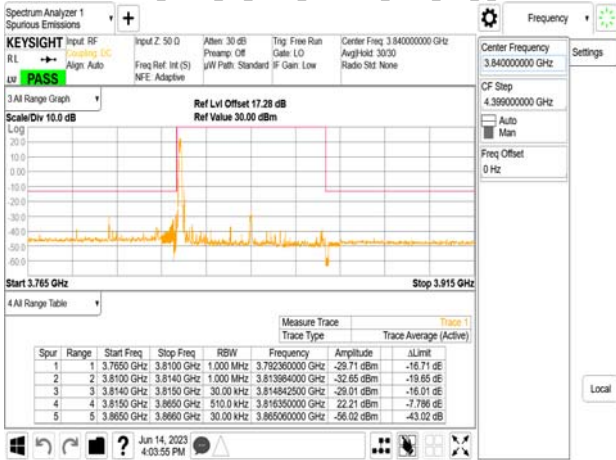 Spectrum Analyzer 1
Spurious Emissions
+
Frequency
KEYSIGHT
RL
LW PASS
Input: RF
Coupling: DC
Align: Auto
Input Z: 50 Ω
Freq Ref: Int (S)
NFE: Adaptive
Atten: 30 dB
Preamp: Off
µW Path: Standard
Trig: Free Run
Gate: LO
IF Gain: Low
Center Freq: 3.840000000 GHz
Avg|Hold: 30/30
Radio Std: None
Center Frequency
3.840000000 GHz
Settings
CF Step
4.399000000 GHz
Auto
Man
Freq Offset
0 Hz
Local
3 All Range Graph
Scale/Div 10.0 dB
Ref Lvl Offset 17.28 dB
Ref Value 30.00 dBm
Log
20.0
10.0
0.00
-10.0
-20.0
-30.0
-40.0
-50.0
-60.0
Start 3.765 GHz Stop 3.915 GHz
4 All Range Table
Measure Trace Trace 1
Trace Type Trace Average (Active)
Spur Range Start Freq Stop Freq RBW Frequency Amplitude ΔLimit
1 1 3.7650 GHz 3.8100 GHz 1.000 MHz 3.792360000 GHz -29.71 dBm -16.71 dB
2 2 3.8100 GHz 3.8140 GHz 1.000 MHz 3.813984000 GHz -32.65 dBm -19.65 dB
3 3 3.8140 GHz 3.8150 GHz 30.00 kHz 3.814842500 GHz -29.01 dBm -16.01 dB
4 4 3.8150 GHz 3.8650 GHz 510.0 kHz 3.816350000 GHz 22.21 dBm -7.786 dB
5 5 3.8650 GHz 3.8660 GHz 30.00 kHz 3.865060000 GHz -56.02 dBm -43.02 dB
?
Jun 14, 2023
4:03:55 PM